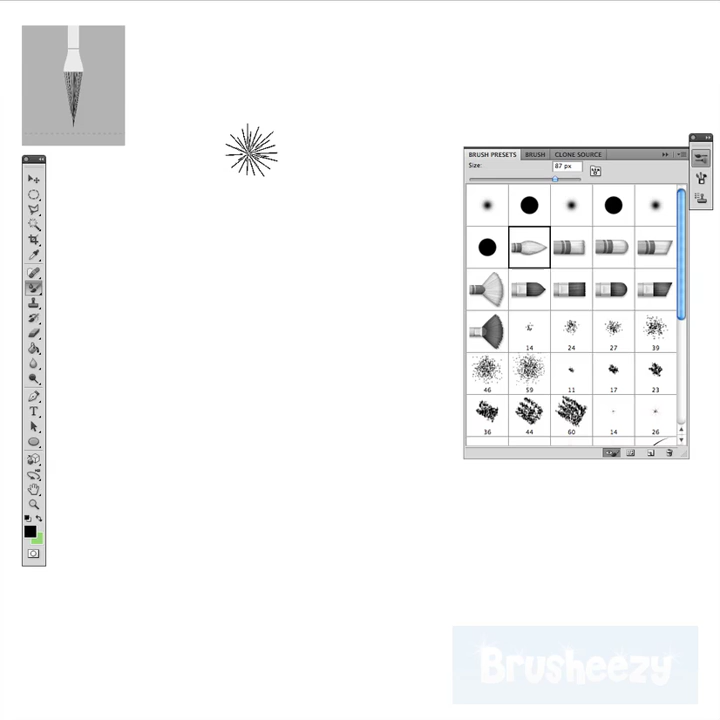 BRUSH PRESETS BRUSH CLONE SOURCE
Size: 87 px
14 24 27 39
46 59 11 17 23
36 44 60 14 26
T
Brusheezy